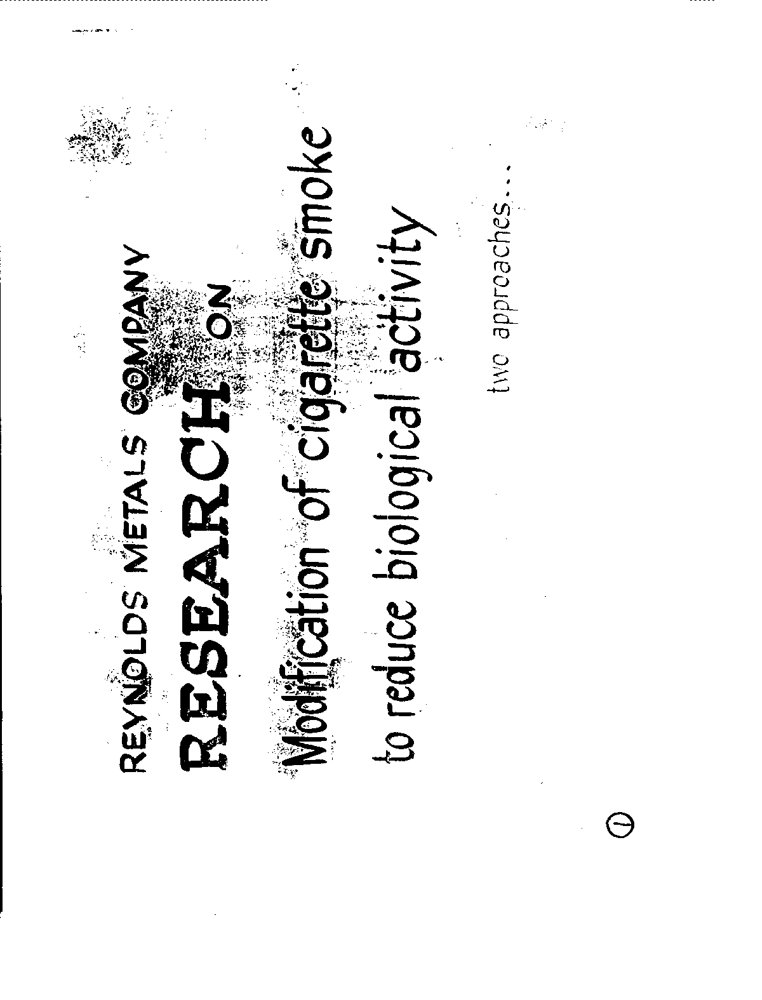 REYNOLDS METALS COMPANY
RESEARCH ON
Modification of cigarette smoke
to reduce biological activity
two approaches...
1